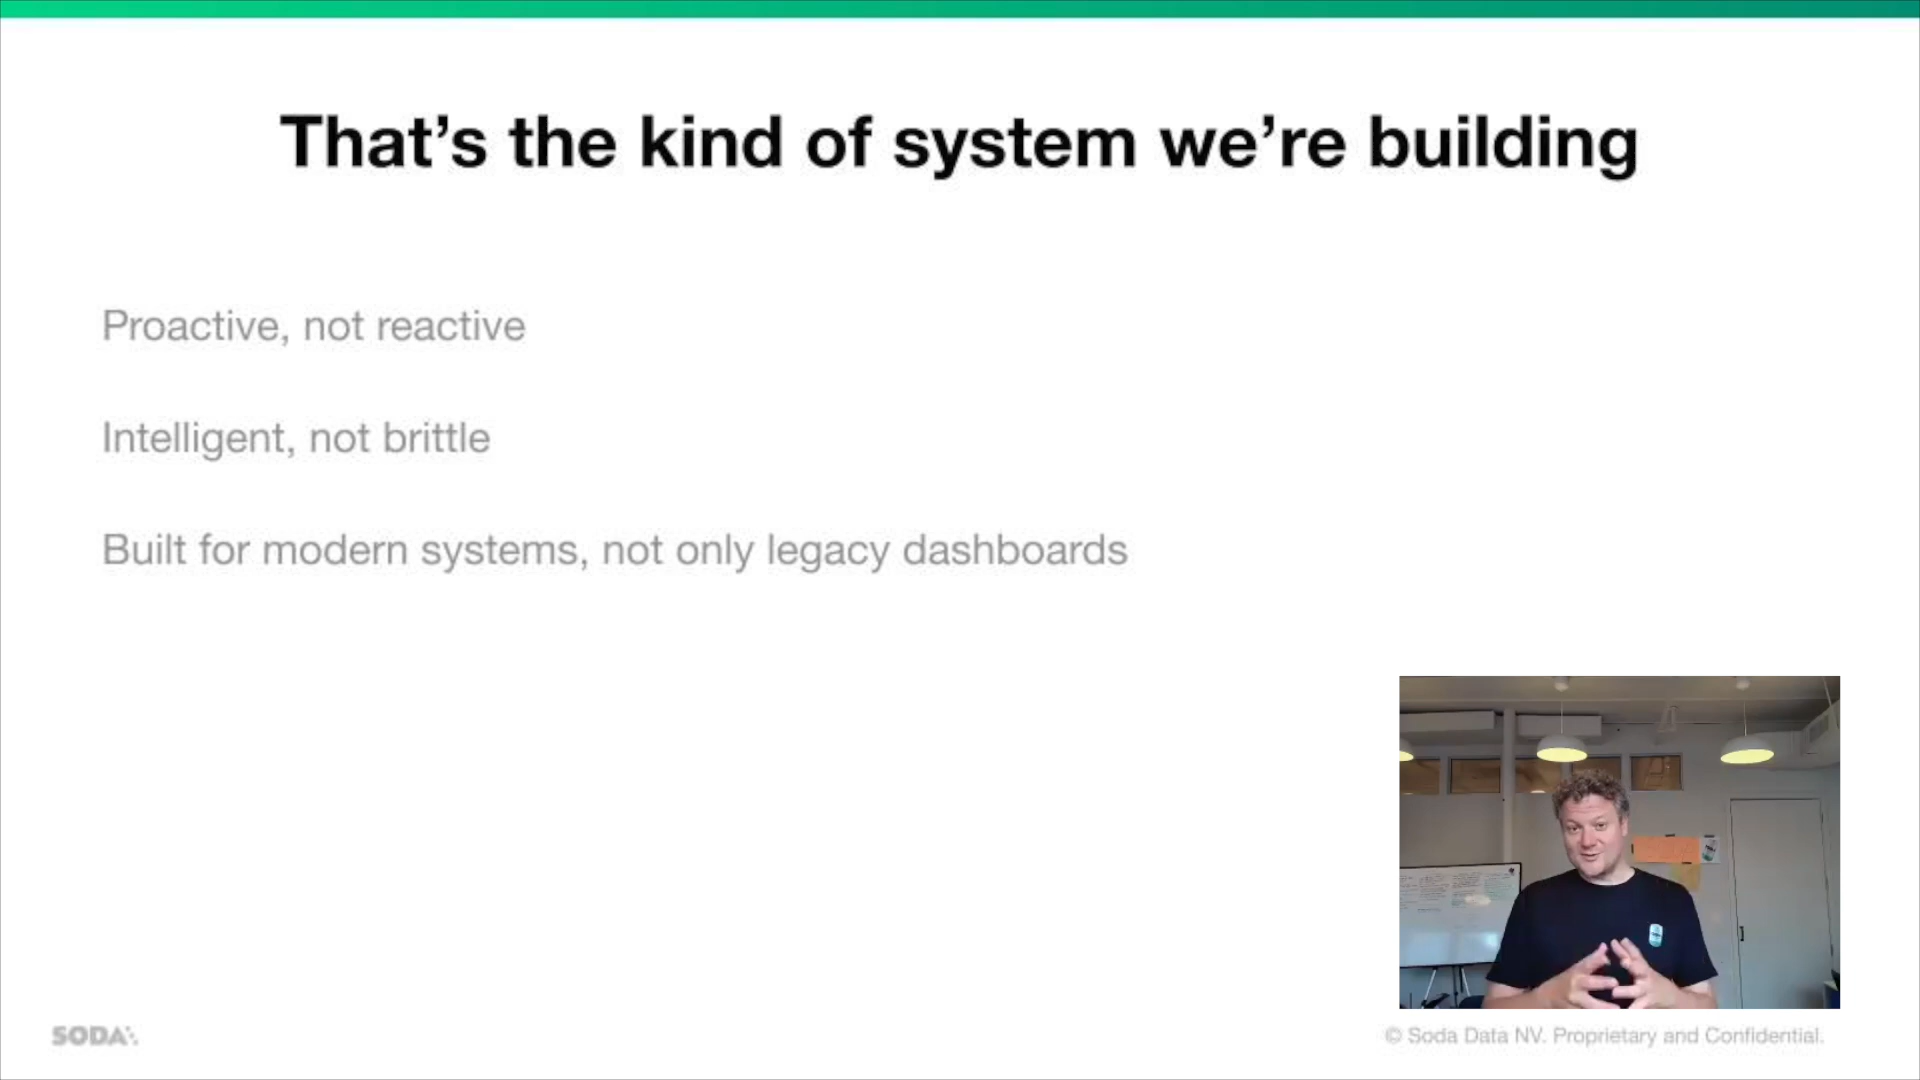 That’s the kind of system we’re building
Proactive, not reactive
Intelligent, not brittle
Built for modern systems, not only legacy dashboards
SODA
© Soda Data NV. Proprietary and Confidential.